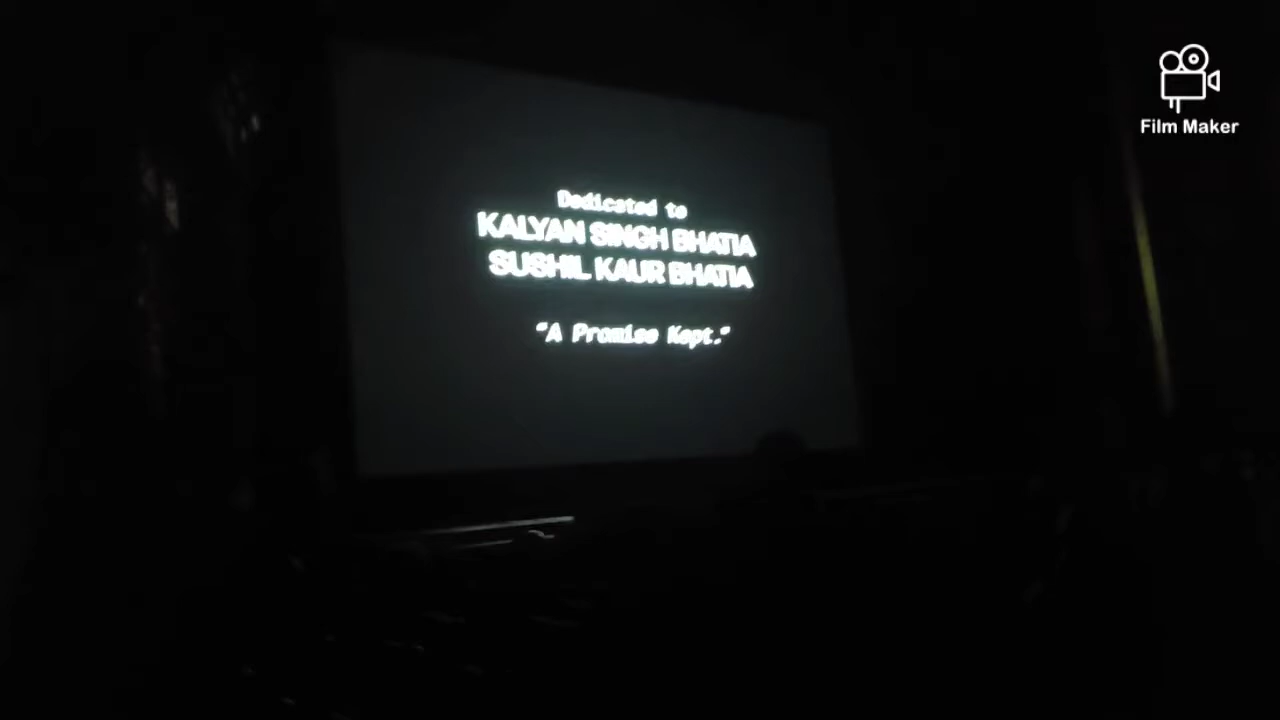 Film Maker
Dedicated to
KALYAN SINGH BHATIA
SUSHIL KAUR BHATIA
"A Promise Kept."